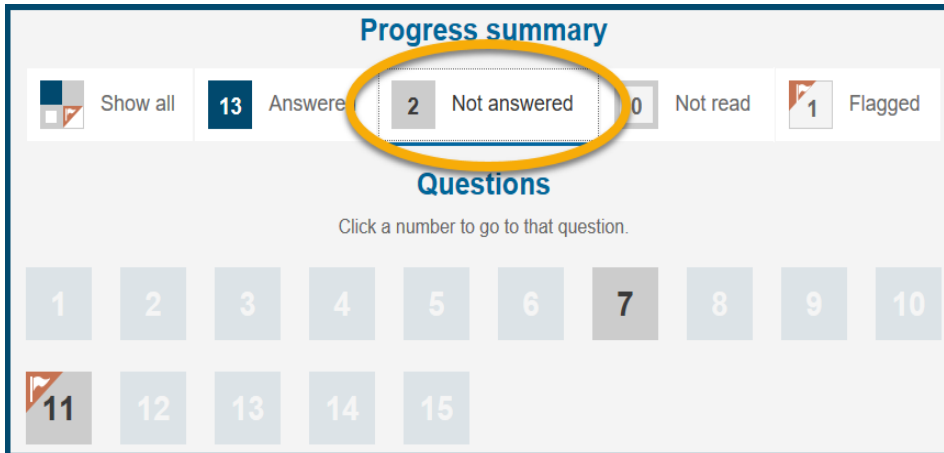 Progress summary
Show all 13 Answered 2 Not answered 0 Not read 1 Flagged
Questions
Click a number to go to that question.
1 2 3 4 5 6 7 8 9 10
11 12 13 14 15